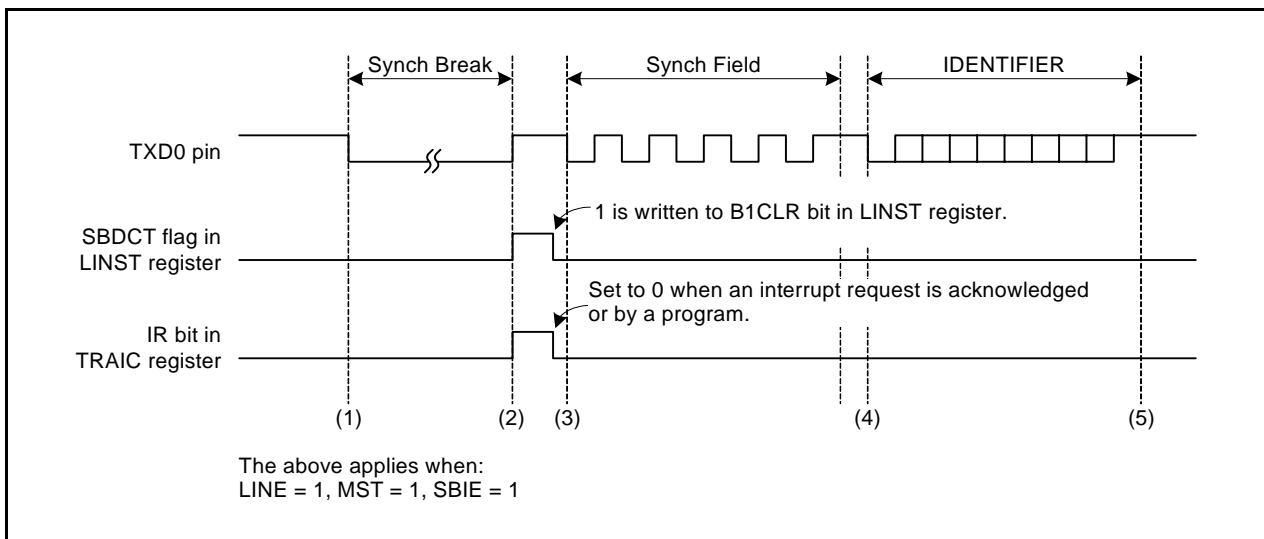 Synch Break
Synch Field
IDENTIFIER
TXD0 pin
1 is written to B1CLR bit in LINST register.
SBDCT flag in
LINST register
Set to 0 when an interrupt request is acknowledged
or by a program.
IR bit in
TRAIC register
(1)
(2)
(3)
(4)
(5)
The above applies when:
LINE = 1, MST = 1, SBIE = 1